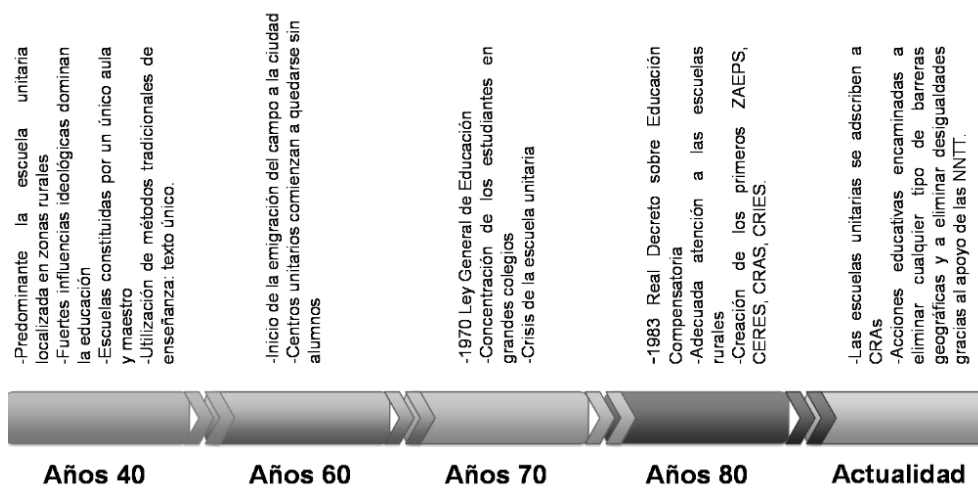 -Predominante la escuela unitaria
localizada en zonas rurales
-Fuertes influencias ideológicas dominan
la educación
-Escuelas constituidas por un único aula
y maestro
-Utilización de métodos tradicionales de
enseñanza: texto único.
-Inicio de la emigración del campo a la ciudad
-Centros unitarios comienzan a quedarse sin
alumnos
-1970 Ley General de Educación
-Concentración de los estudiantes en
grandes colegios
-Crisis de la escuela unitaria
-1983 Real Decreto sobre Educación
Compensatoria
-Adecuada atención a las escuelas
rurales
-Creación de los primeros ZAEPS,
CERES, CRAS, CRIES.
-Las escuelas unitarias se adscriben a
CRAs
-Acciones educativas encaminadas a
eliminar cualquier tipo de barreras
geográficas y a eliminar desigualdades
gracias al apoyo de las NNTT.
Años 40
Años 60
Años 70
Años 80
Actualidad